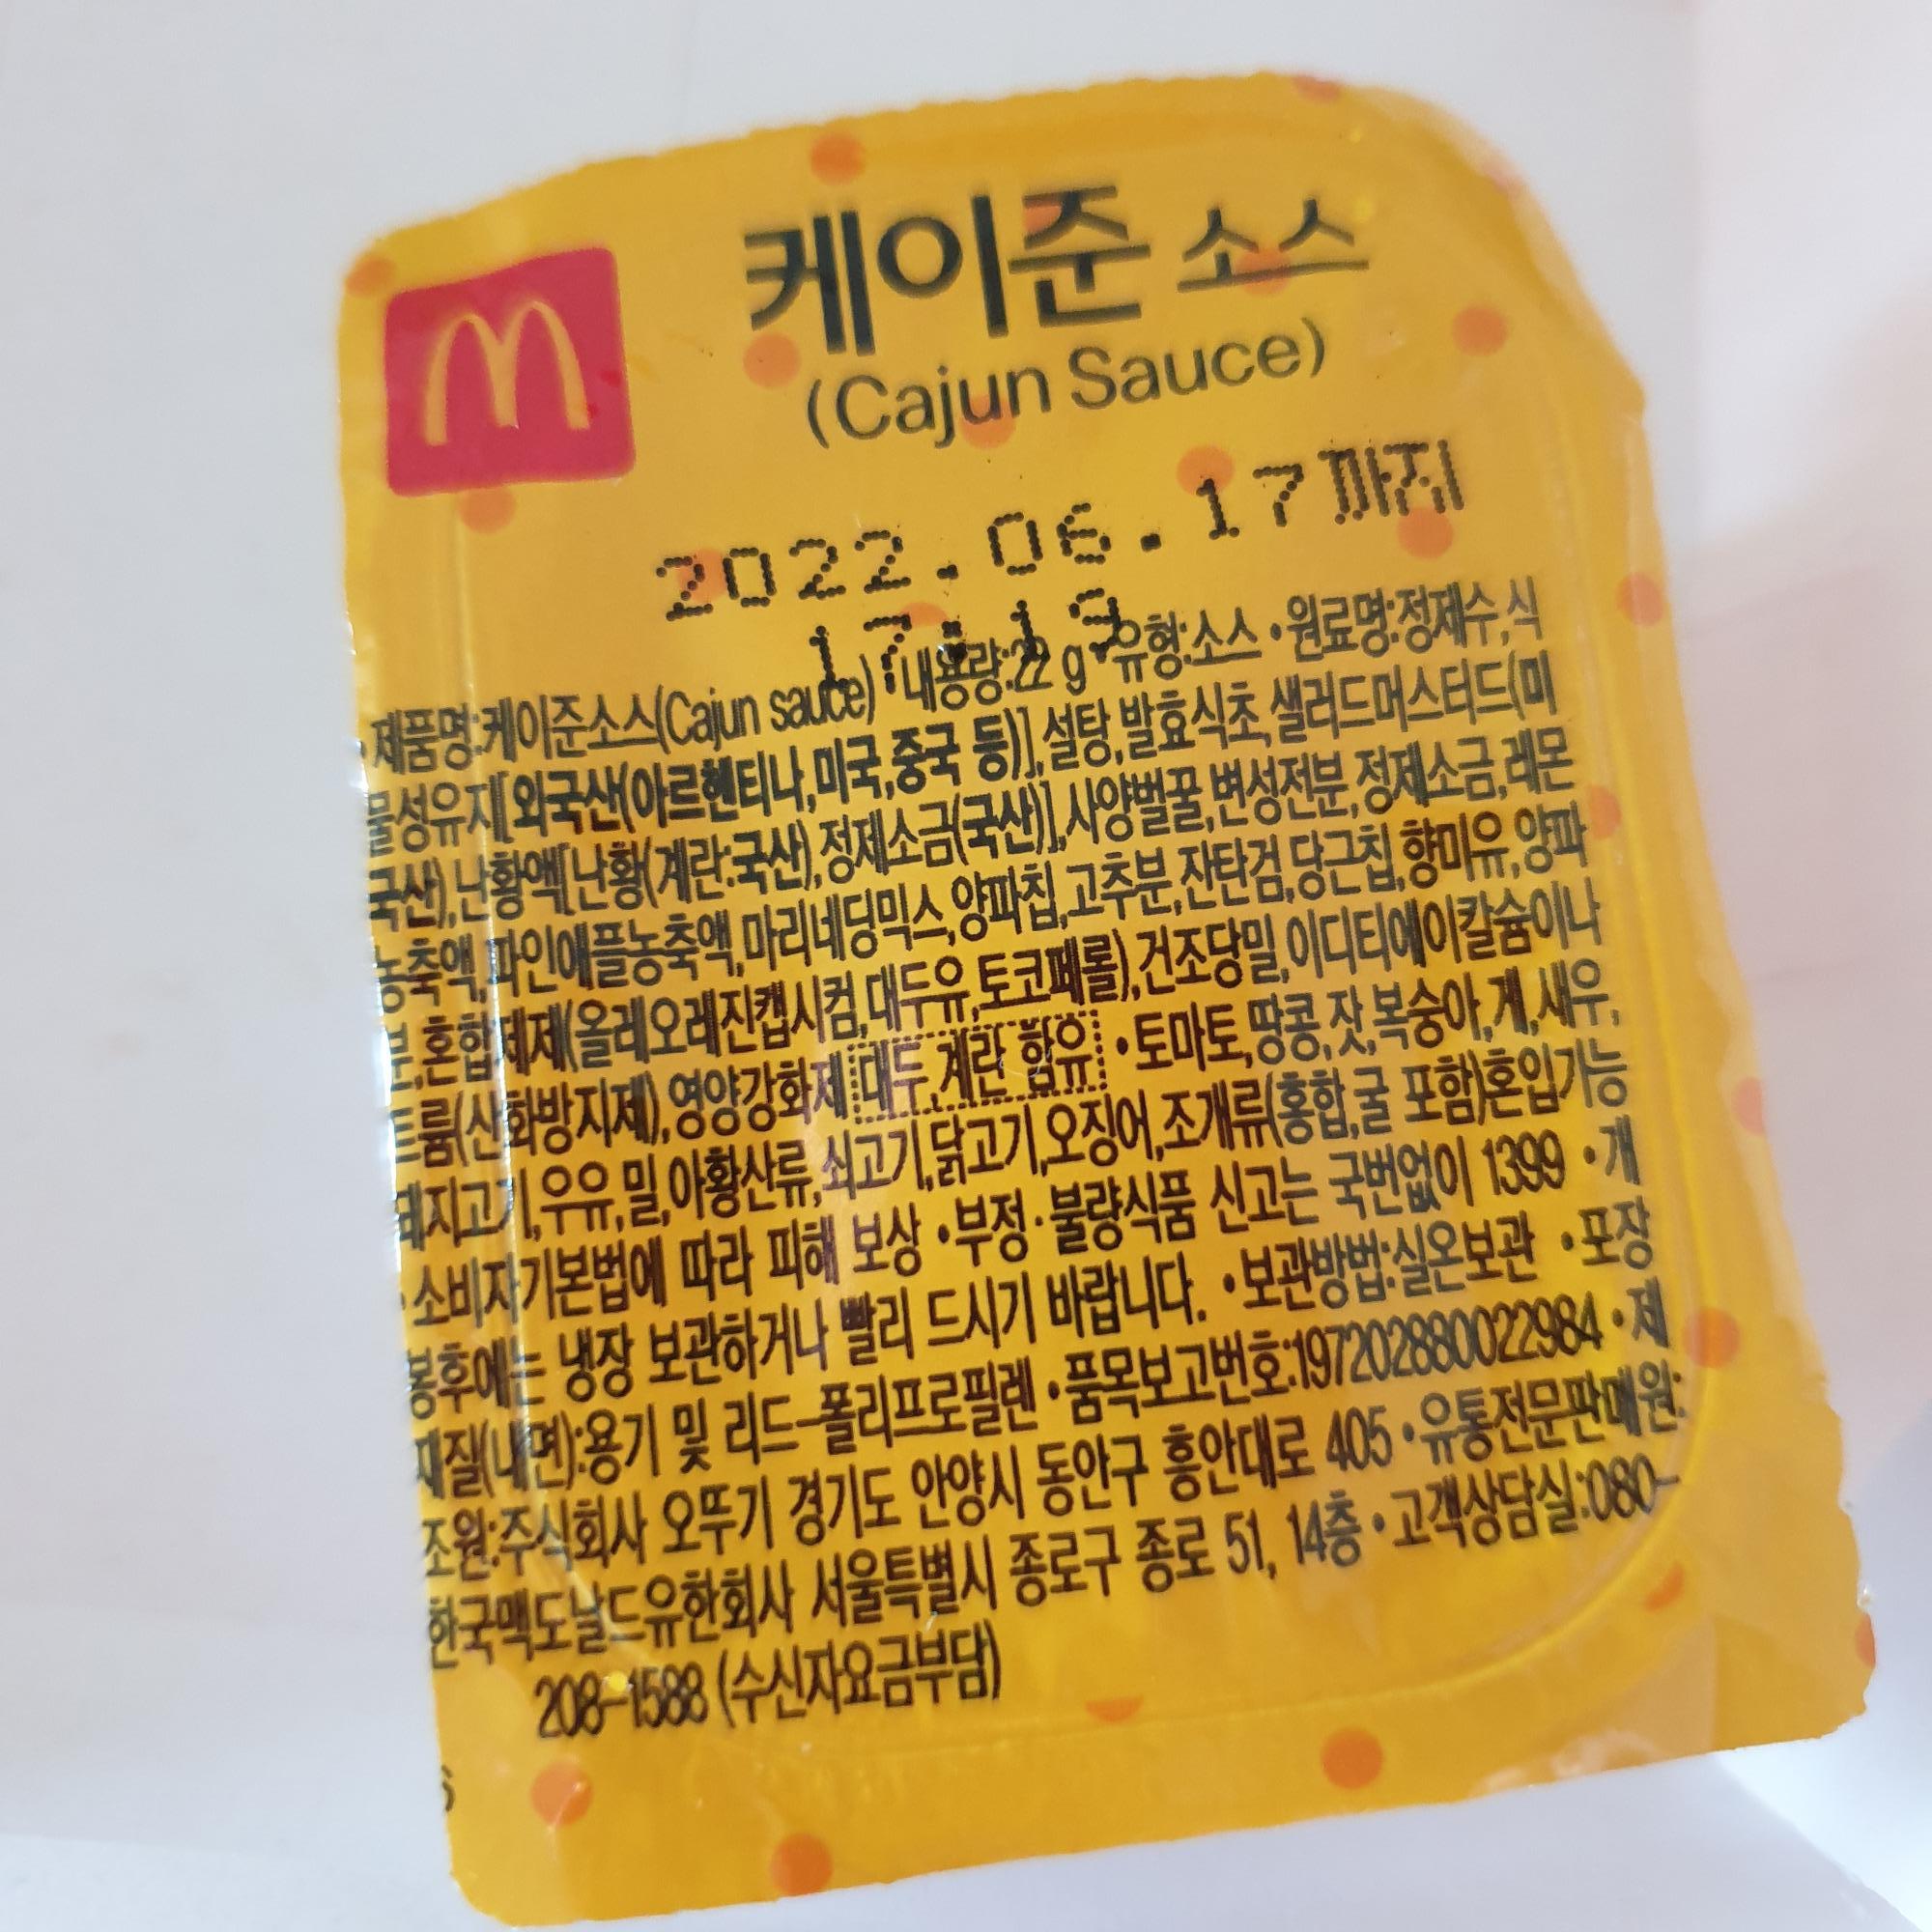 케이준 소스
(Cajun Sauce)
2022.06.17까지
17:19
•제품명:케이준소스(Cajun sauce) •내용량:22 g •유형:소스 •원료명:정제수,식
물성유지[외국산(아르헨티나,미국,중국 등)],설탕,발효식초,샐러드머스터드(미
국산),난황액[난황(계란:국산),정제소금(국산)],사양벌꿀,변성전분,정제소금,레몬
농축액,파인애플농축액,마리네딩믹스,양파칩,고추분,잔탄검,당근칩,향미유,양파
분,혼합제제(올레오레진캡시컴,대두유,토코페롤),건조당밀,이디티에이칼슘이나
트륨(산화방지제),영양강화제 대두,계란 함유 •토마토,땅콩,잣,복숭아,게,새우,
돼지고기,우유,밀,아황산류,쇠고기,닭고기,오징어,조개류(홍합,굴 포함)혼입가능
•소비자기본법에 따라 피해 보상 •부정·불량식품 신고는 국번없이 1399 •개
봉후에는 냉장 보관하거나 빨리 드시기 바랍니다. •보관방법:실온보관 •포장
재질(내면):용기 및 리드-폴리프로필렌 •품목보고번호:197202880022984 •제
조원:주식회사 오뚜기 경기도 안양시 동안구 흥안대로 405 •유통전문판매원:
한국맥도날드유한회사 서울특별시 종로구 종로 51, 14층 •고객상담실:080-
208-1588 (수신자요금부담)